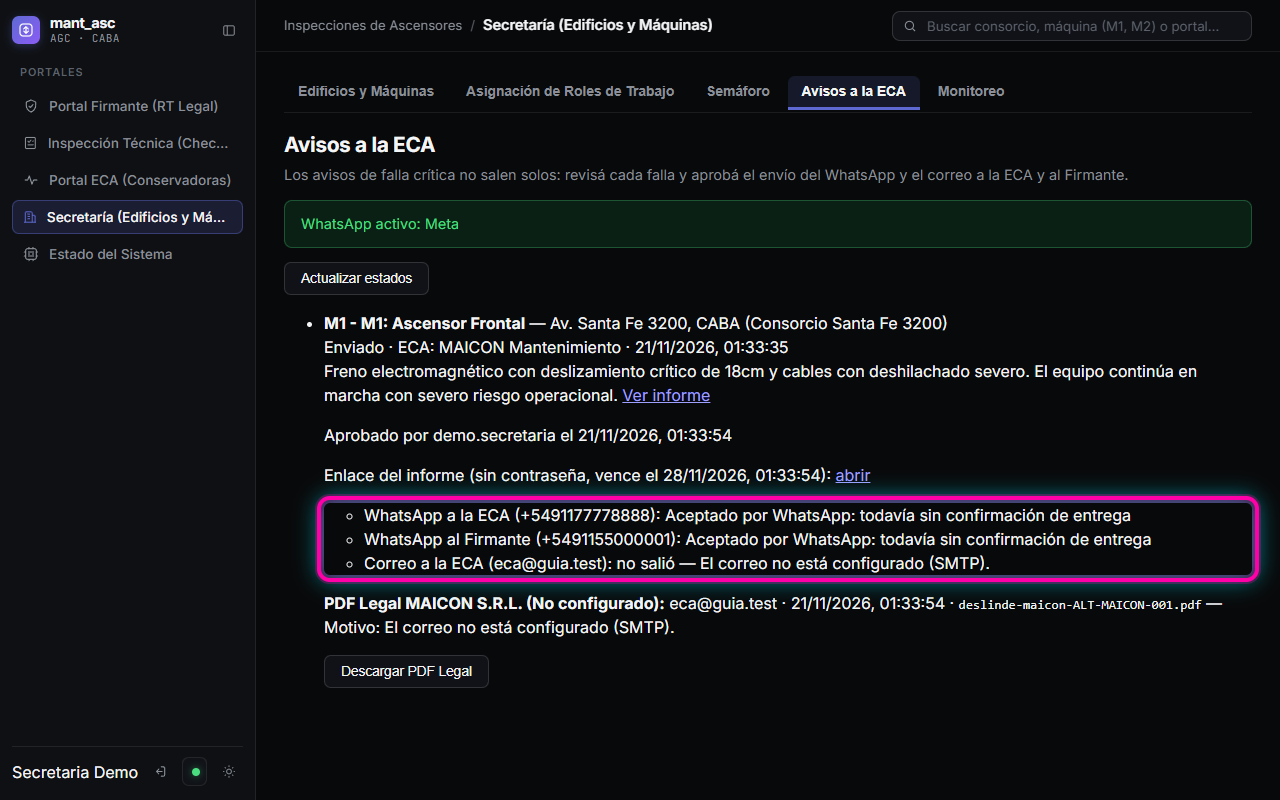 mant_asc
AGC · CABA
PORTALES
Portal Firmante (RT Legal)
Inspección Técnica (Chec...
Portal ECA (Conservadoras)
Secretaría (Edificios y Má...
Estado del Sistema
Secretaria Demo
Inspecciones de Ascensores / Secretaría (Edificios y Máquinas)
Buscar consorcio, máquina (M1, M2) o portal...
Edificios y Máquinas
Asignación de Roles de Trabajo
Semáforo
Avisos a la ECA
Monitoreo
Avisos a la ECA
Los avisos de falla crítica no salen solos: revisá cada falla y aprobá el envío del WhatsApp y el correo a la ECA y al Firmante.
WhatsApp activo: Meta
Actualizar estados
M1 - M1: Ascensor Frontal — Av. Santa Fe 3200, CABA (Consorcio Santa Fe 3200)
Enviado · ECA: MAICON Mantenimiento · 21/11/2026, 01:33:35
Freno electromagnético con deslizamiento crítico de 18cm y cables con deshilachado severo. El equipo continúa en
marcha con severo riesgo operacional. Ver informe
Aprobado por demo.secretaria el 21/11/2026, 01:33:54
Enlace del informe (sin contraseña, vence el 28/11/2026, 01:33:54): abrir
WhatsApp a la ECA (+5491177778888): Aceptado por WhatsApp: todavía sin confirmación de entrega
WhatsApp al Firmante (+5491155000001): Aceptado por WhatsApp: todavía sin confirmación de entrega
Correo a la ECA (eca@guia.test): no salió — El correo no está configurado (SMTP).
PDF Legal MAICON S.R.L. (No configurado): eca@guia.test · 21/11/2026, 01:33:54 · deslinde-maicon-ALT-MAICON-001.pdf —
Motivo: El correo no está configurado (SMTP).
Descargar PDF Legal